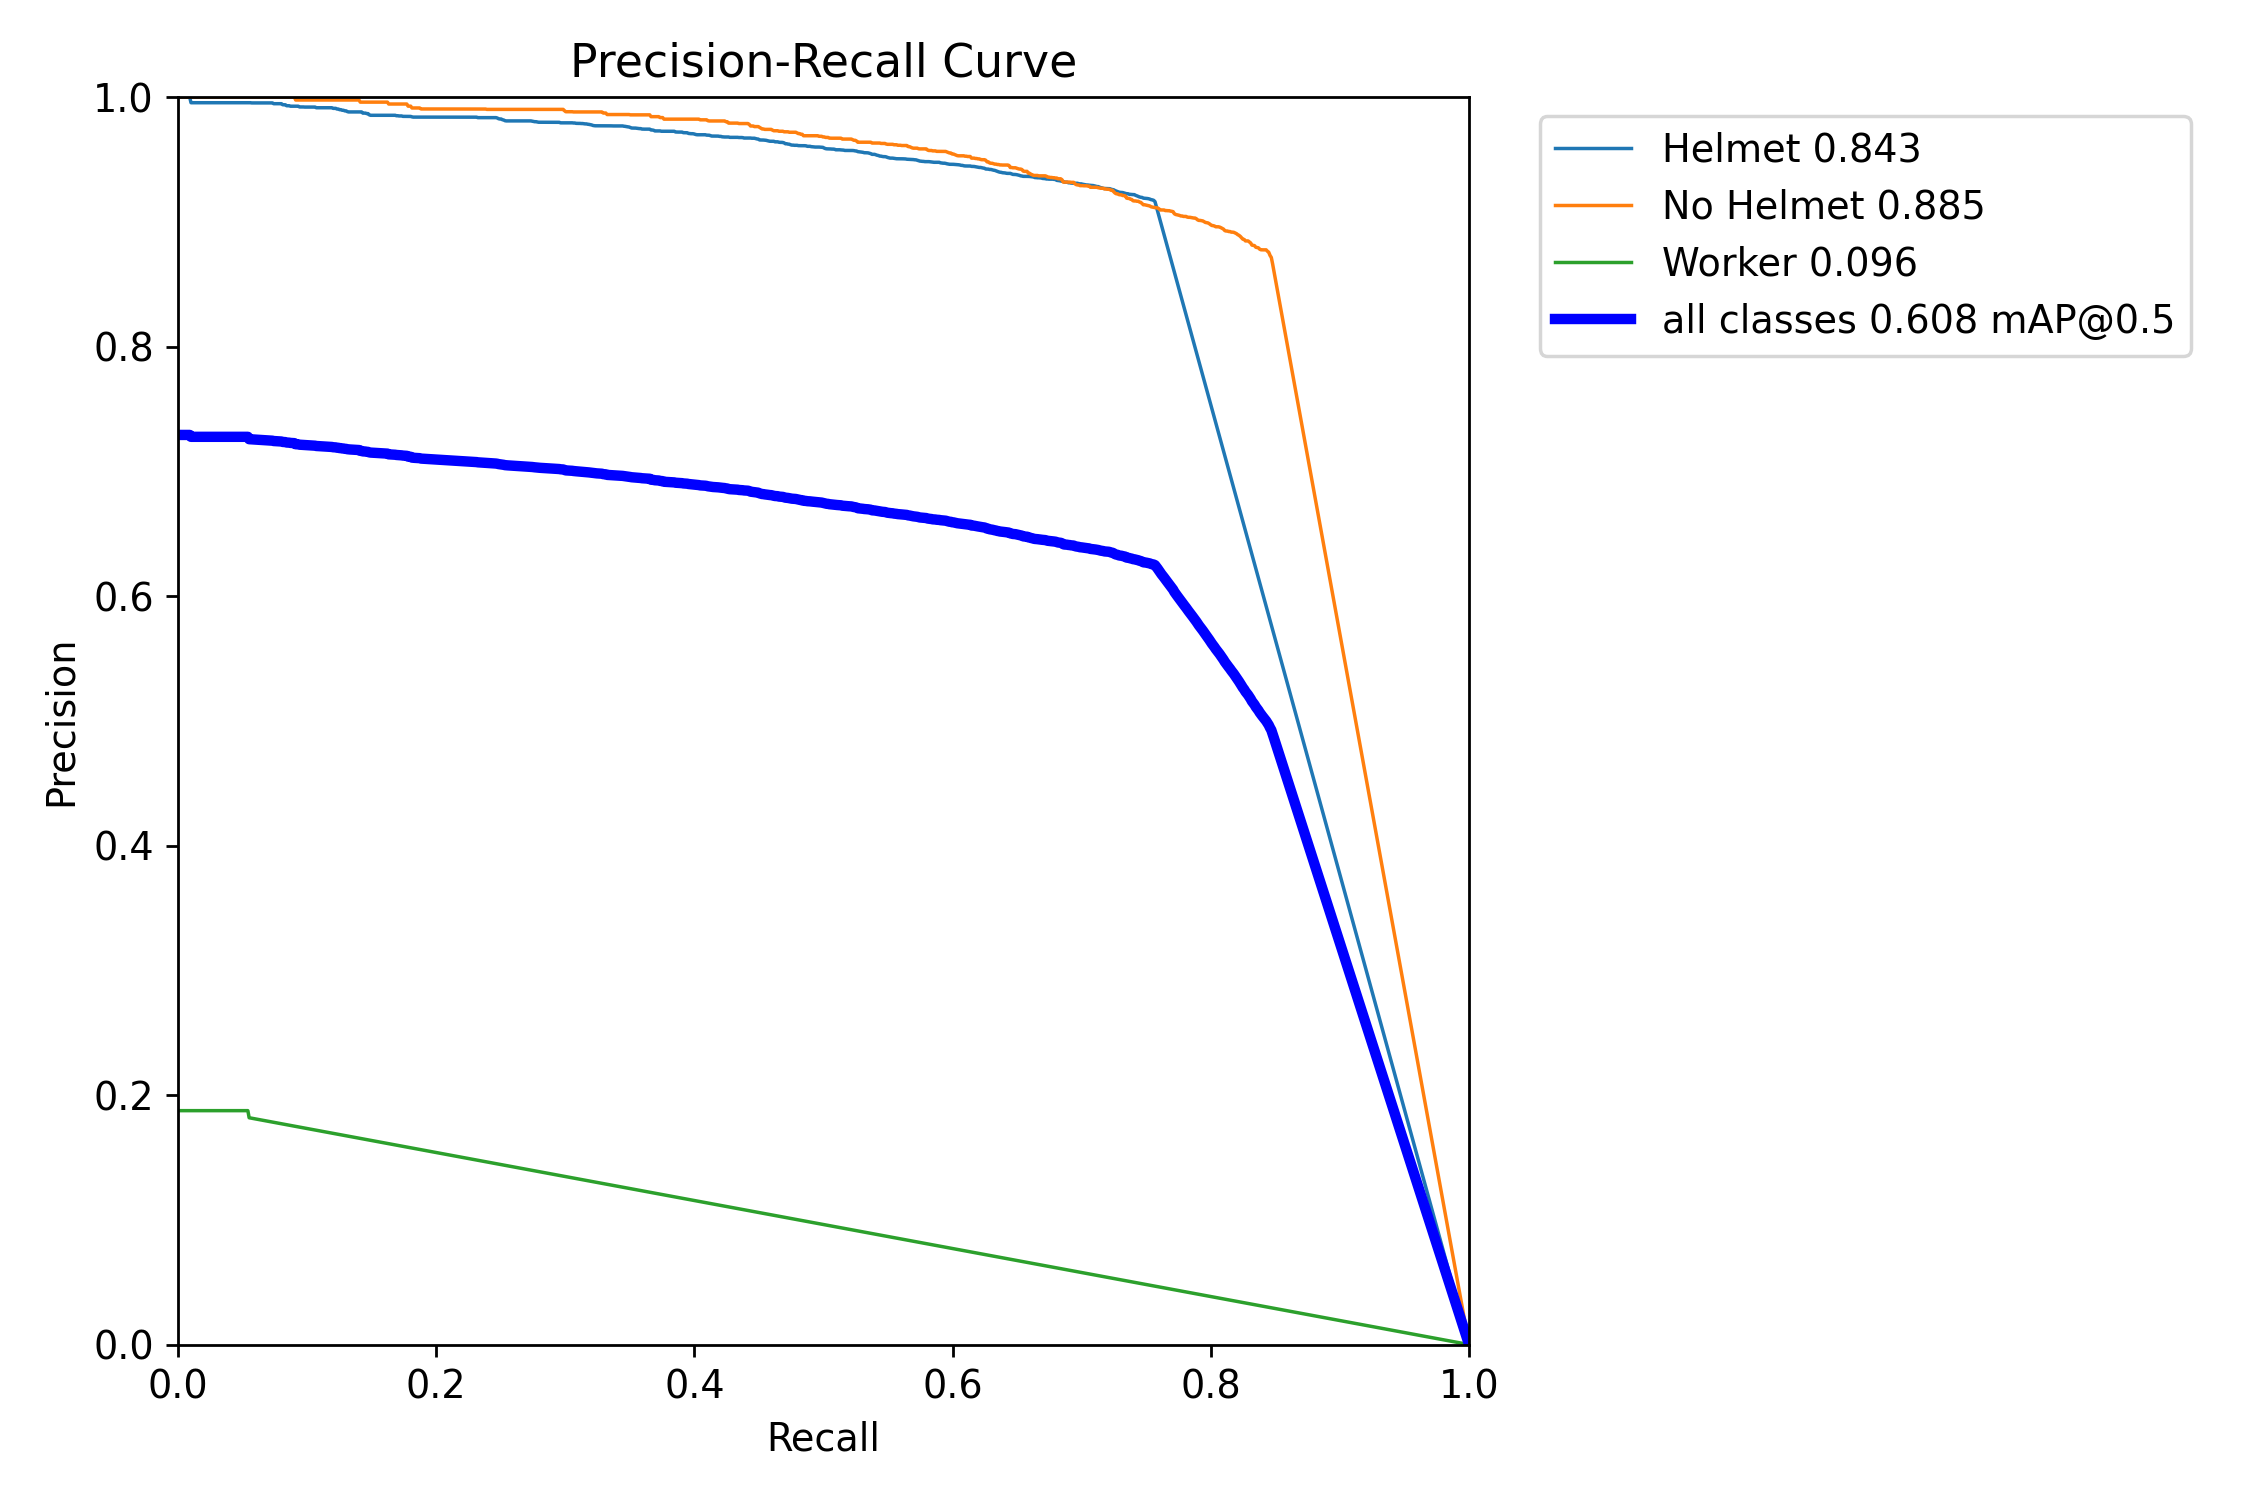 Precision-Recall Curve
1.0
0.8
0.6
0.4
0.2
0.0
Precision
0.0 0.2 0.4 0.6 0.8 1.0
Recall
Helmet 0.843
No Helmet 0.885
Worker 0.096
all classes 0.608 mAP@0.5